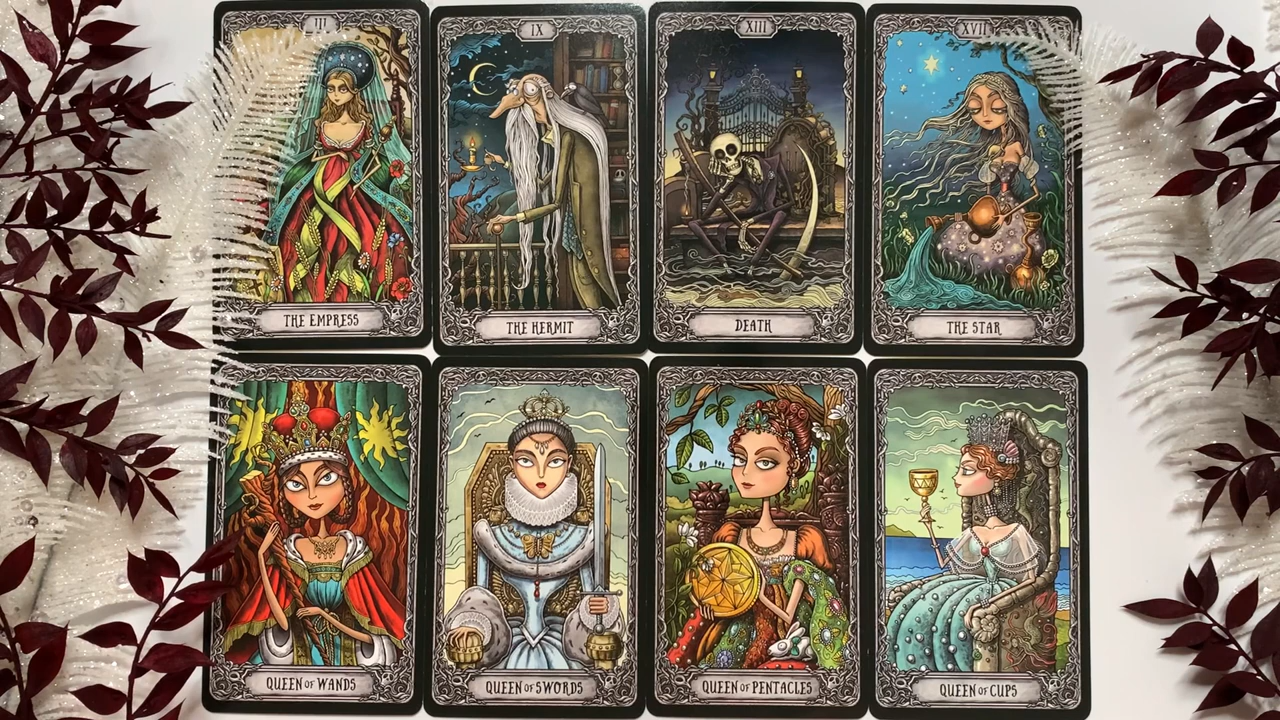 III
IX
XIII
XVII
THE EMPRESS
THE HERMIT
DEATH
THE STAR
QUEEN OF WANDS
QUEEN OF SWORDS
QUEEN OF PENTACLES
QUEEN OF CUPS